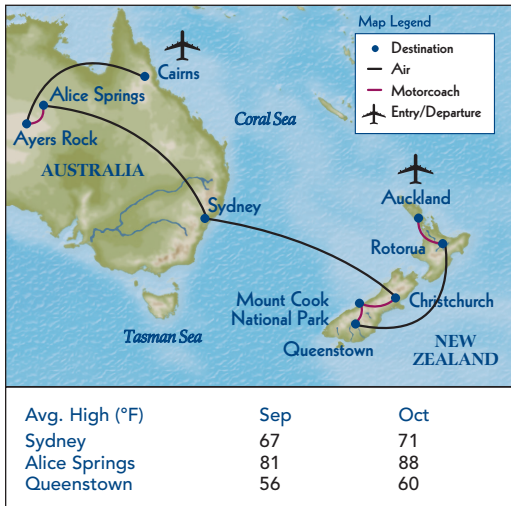 Map Legend
Destination
Air
Motorcoach
Entry/Departure
Cairns
Alice Springs
Ayers Rock
Coral Sea
AUSTRALIA
Sydney
Auckland
Rotorua
Mount Cook
National Park
Christchurch
Tasman Sea
Queenstown
NEW
ZEALAND
Avg. High (°F) Sep Oct
Sydney 67 71
Alice Springs 81 88
Queenstown 56 60